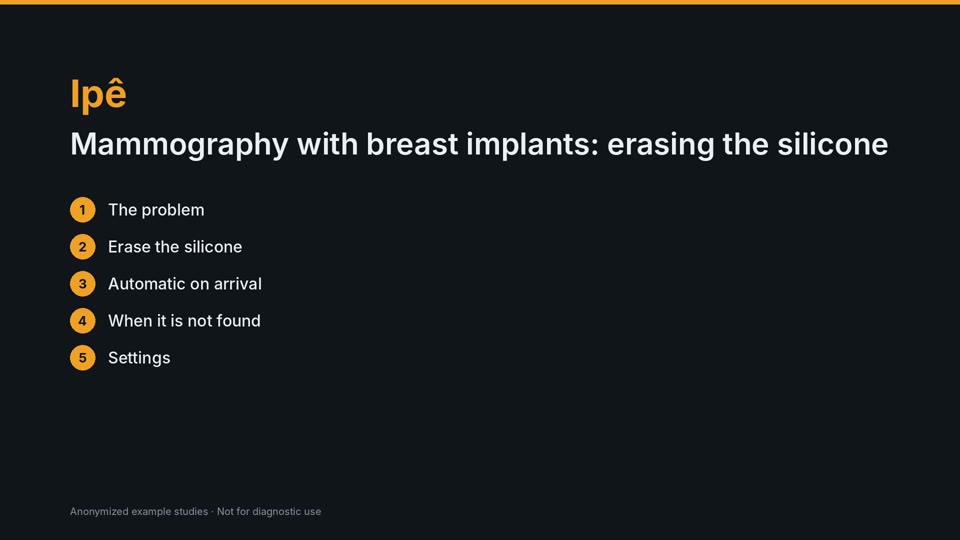 Ipê
Mammography with breast implants: erasing the silicone
1 The problem
2 Erase the silicone
3 Automatic on arrival
4 When it is not found
5 Settings
Anonymized example studies · Not for diagnostic use